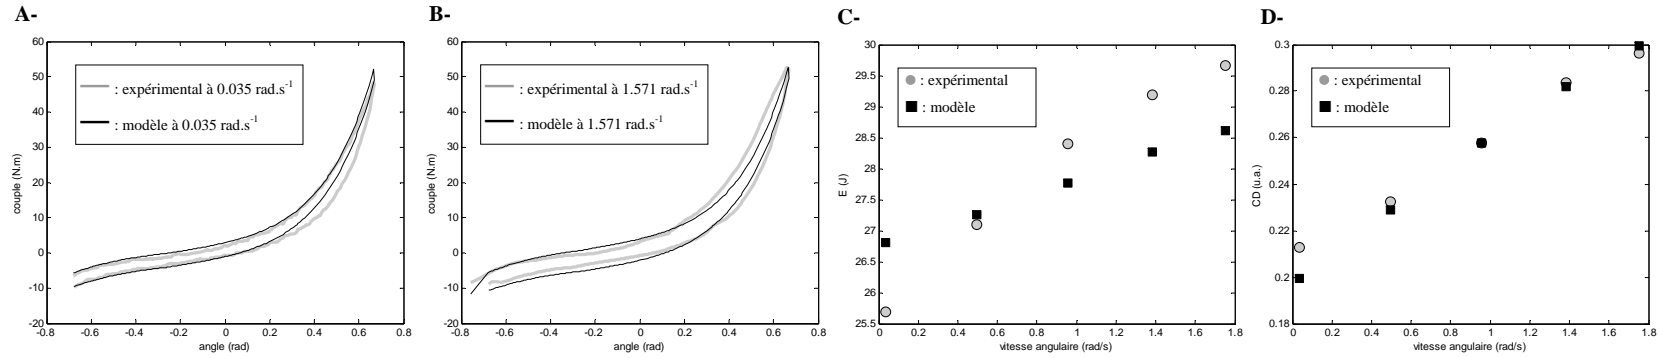 A-
60
50
40
30
20
10
0
-10
-20
couple (N.m)
: expérimental à 0.035 rad.s-1
: modèle à 0.035 rad.s-1
-0.8 -0.6 -0.4 -0.2 0 0.2 0.4 0.6 0.8
angle (rad)
B-
60
50
40
30
20
10
0
-10
-20
couple (N.m)
: expérimental à 1.571 rad.s-1
: modèle à 1.571 rad.s-1
-0.8 -0.6 -0.4 -0.2 0 0.2 0.4 0.6 0.8
angle (rad)
C-
30
29.5
29
28.5
28
27.5
27
26.5
26
25.5
E (J)
: expérimental
: modèle
0 0.2 0.4 0.6 0.8 1 1.2 1.4 1.6 1.8
vitesse angulaire (rad/s)
D-
0.3
0.28
0.26
0.24
0.22
0.2
0.18
CD (u.a.)
: expérimental
: modèle
0 0.2 0.4 0.6 0.8 1 1.2 1.4 1.6 1.8
vitesse angulaire (rad/s)